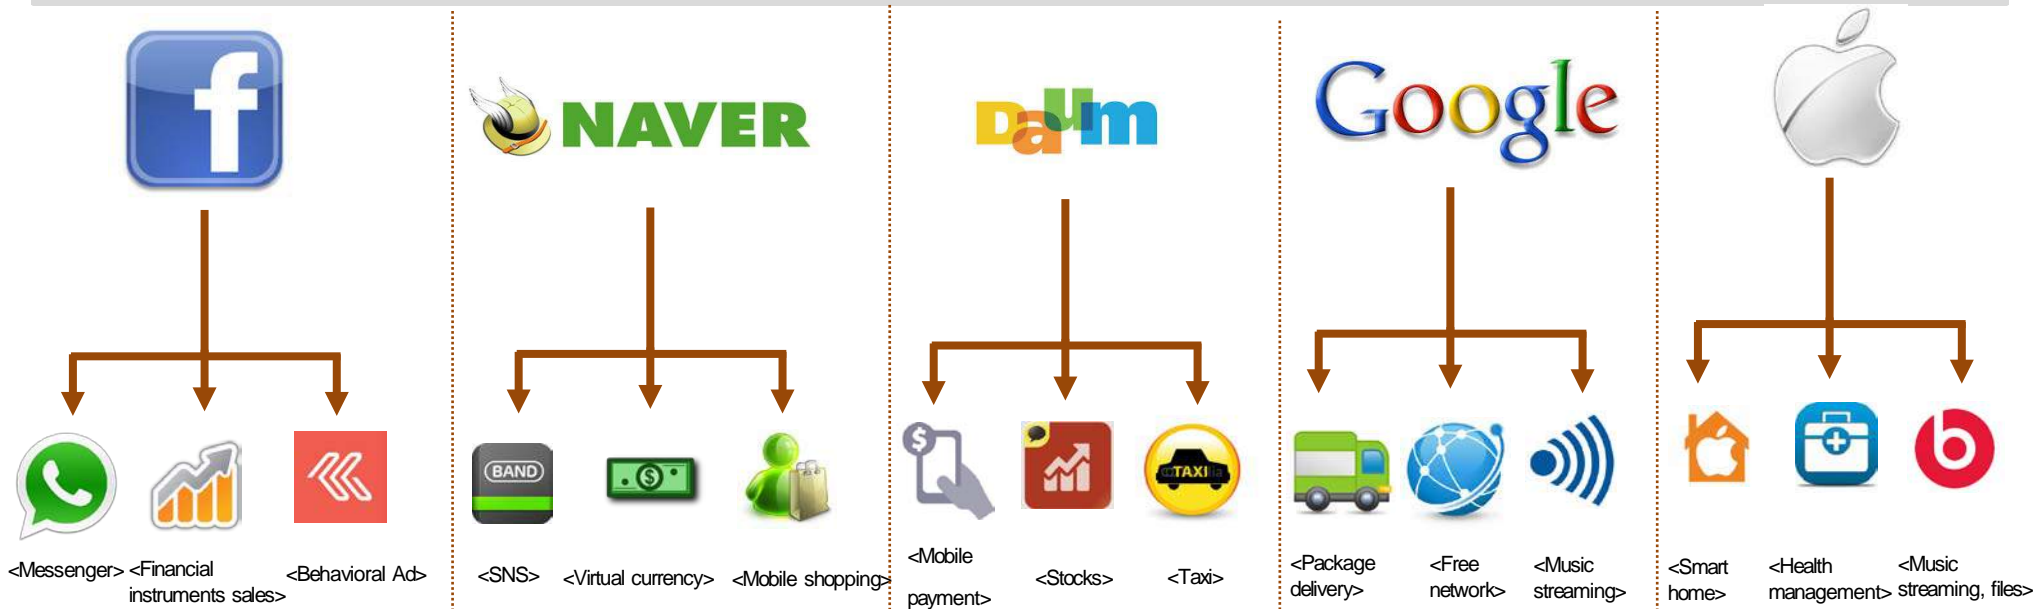 f
NAVER
Daum
Google
BAND
$
$
TAXI
b
<Messenger>
<Financial
instruments sales>
<Behavioral Ad>
<SNS>
<Virtual currency>
<Mobile shopping>
<Mobile
payment>
<Stocks>
<Taxi>
<Package
delivery>
<Free
network>
<Music
streaming>
<Smart
home>
<Health
management>
<Music
streaming, files>